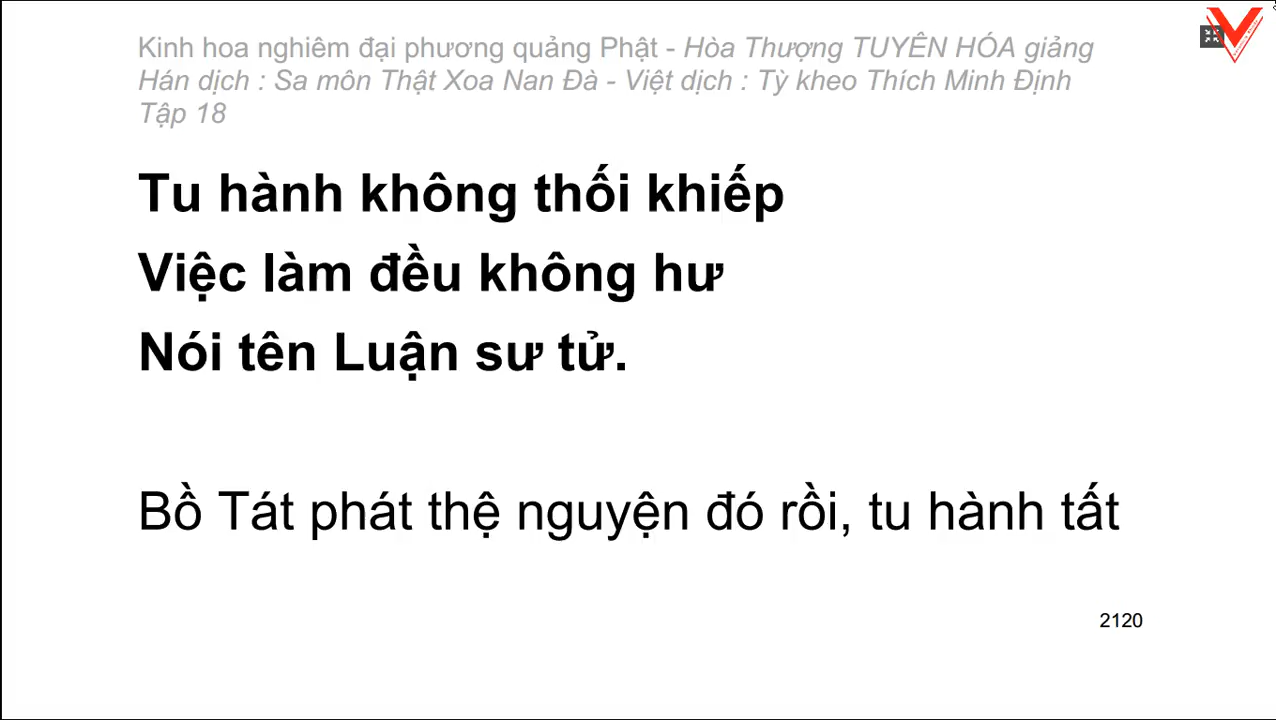 Kinh hoa nghiêm đại phương quảng Phật - Hòa Thượng TUYÊN HÓA giảng
Hán dịch : Sa môn Thật Xoa Nan Đà - Việt dịch : Tỳ kheo Thích Minh Định
Tập 18
Tu hành không thối khiếp
Việc làm đều không hư
Nói tên Luận sư tử.
Bồ Tát phát thệ nguyện đó rồi, tu hành tất
2120